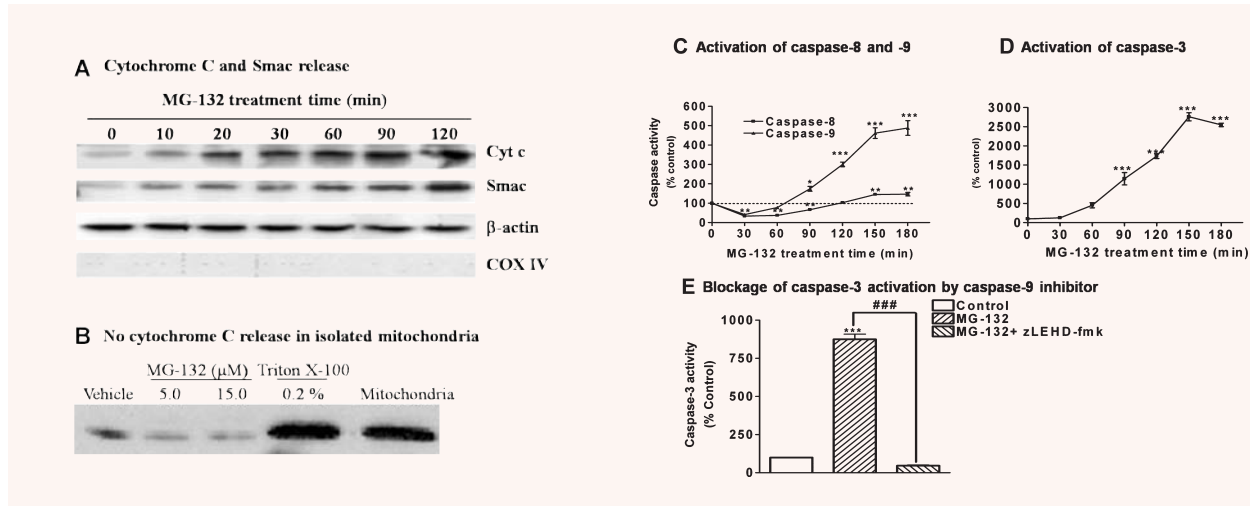 A Cytochrome C and Smac release
MG-132 treatment time (min)
0 10 20 30 60 90 120
Cyt c
Smac
β-actin
COX IV
B No cytochrome C release in isolated mitochondria
MG-132 (µM) Triton X-100
Vehicle 5.0 15.0 0.2 % Mitochondria
C Activation of caspase-8 and -9
Caspase activity
(% control)
600
500
400
300
200
100
0
Caspase-8
Caspase-9
** ** * ** *** *** ** *** **
0 30 60 90 120 150 180
MG-132 treatment time (min)
D Activation of caspase-3
(% control)
3000
2500
2000
1500
1000
500
0
*** *** *** ***
0 30 60 90 120 150 180
MG-132 treatment time (min)
E Blockage of caspase-3 activation by caspase-9 inhibitor
Caspase-3 activity
(% Control)
1000
750
500
250
0
***
###
Control
MG-132
MG-132+ zLEHD-fmk